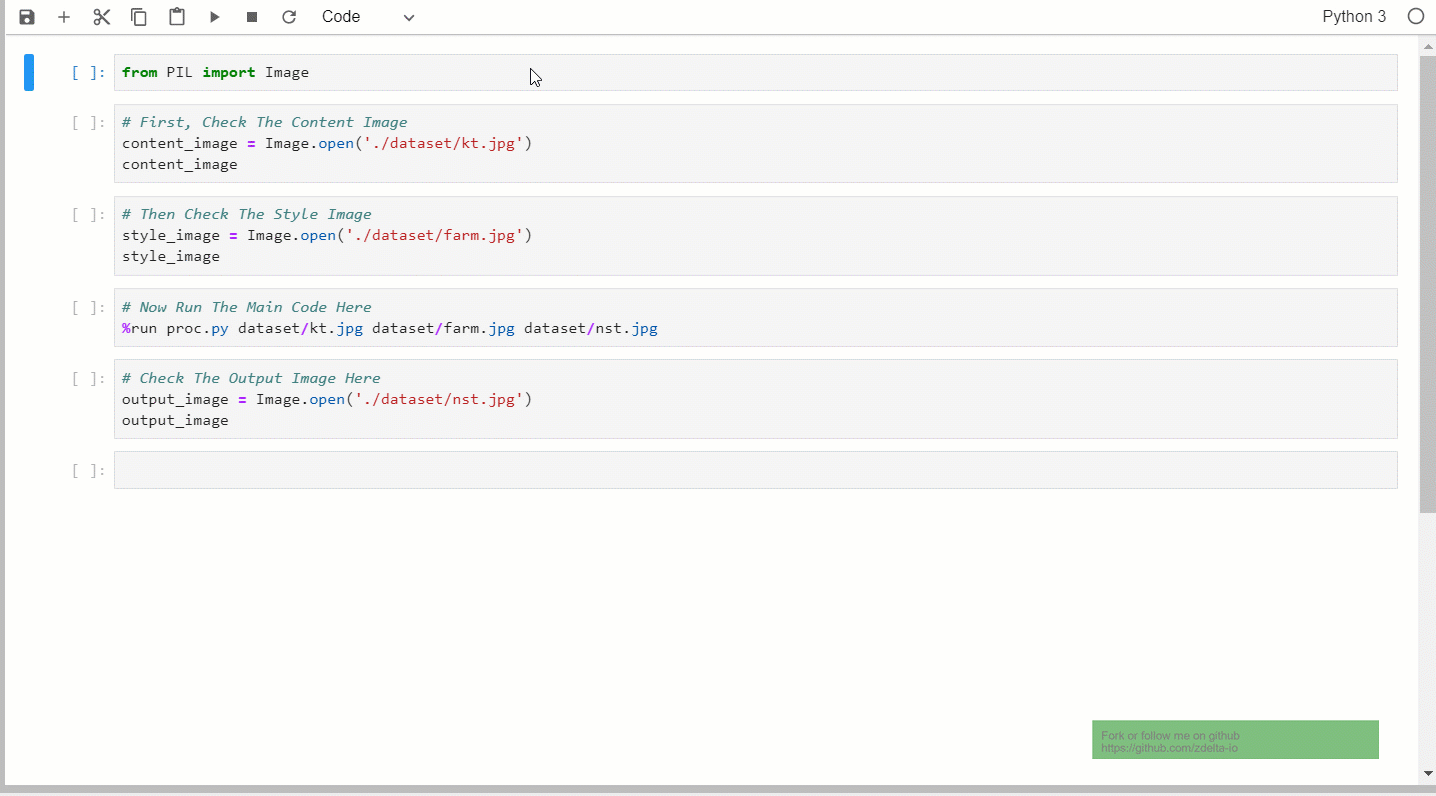 Code
Python 3
[ ]: from PIL import Image
[ ]: # First, Check The Content Image
content_image = Image.open('./dataset/kt.jpg')
content_image
[ ]: # Then Check The Style Image
style_image = Image.open('./dataset/farm.jpg')
style_image
[ ]: # Now Run The Main Code Here
%run proc.py dataset/kt.jpg dataset/farm.jpg dataset/nst.jpg
[ ]: # Check The Output Image Here
output_image = Image.open('./dataset/nst.jpg')
output_image
[ ]:
Fork or follow me on github
https://github.com/zdelta-io